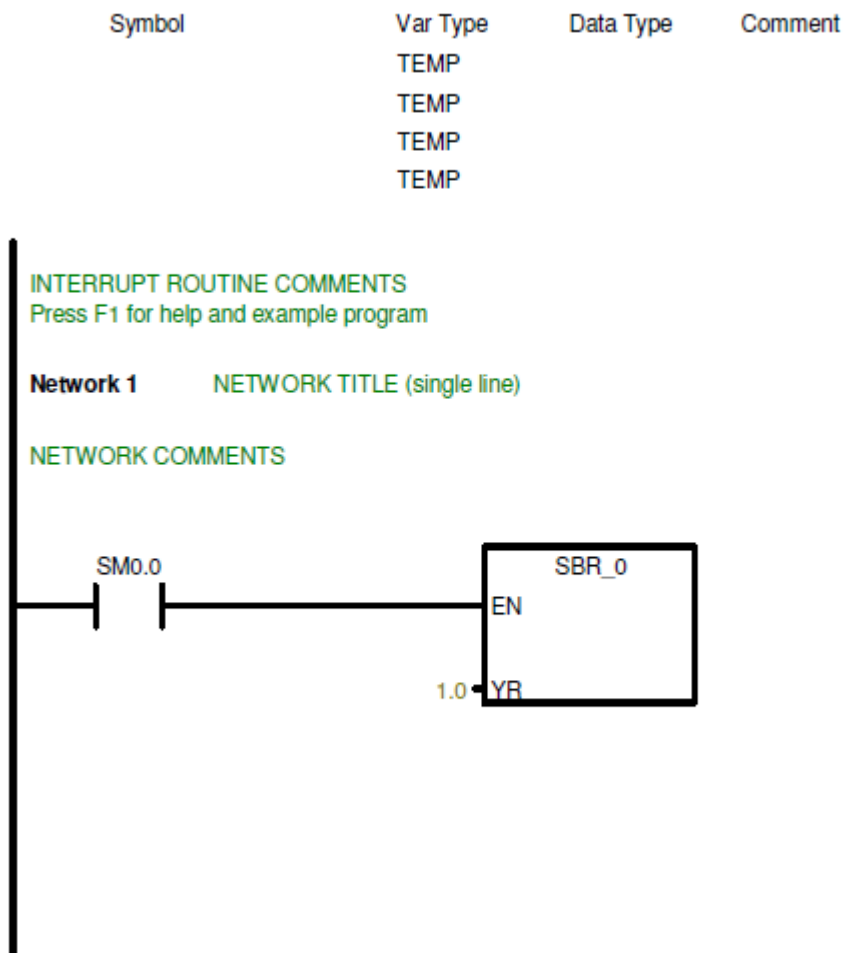 Symbol Var Type Data Type Comment
TEMP
TEMP
TEMP
TEMP
INTERRUPT ROUTINE COMMENTS
Press F1 for help and example program
Network 1 NETWORK TITLE (single line)
NETWORK COMMENTS
SM0.0 SBR_0
EN
1.0 YR